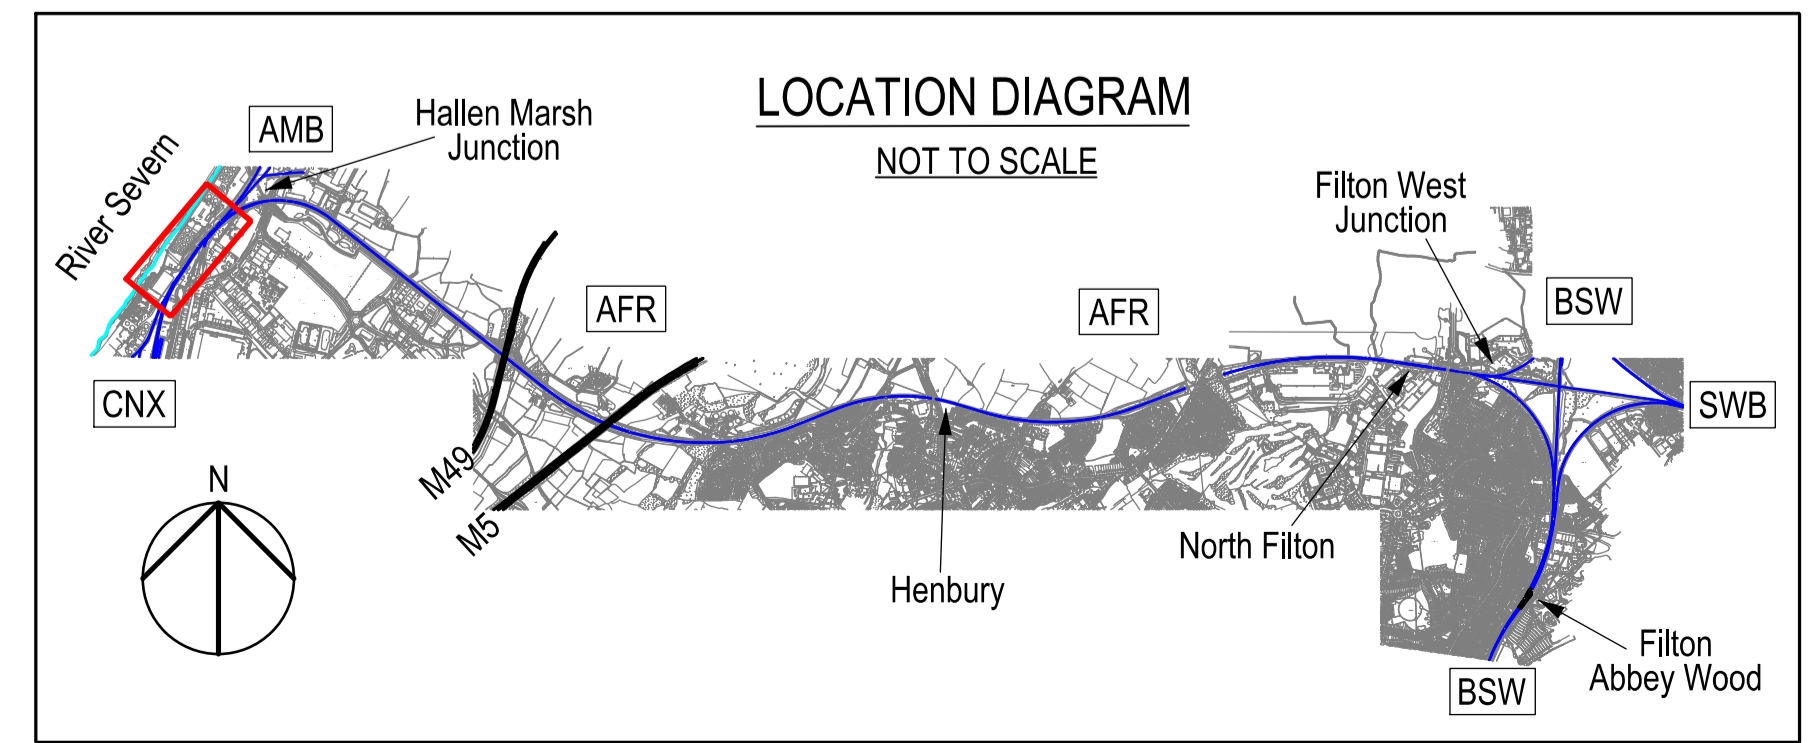 LOCATION DIAGRAM
NOT TO SCALE
Hallen Marsh
Junction
AMB
River Severn
CNX
N
AFR
M49
M5
AFR
Henbury
Filton West
Junction
BSW
SWB
North Filton
Filton
Abbey Wood
BSW